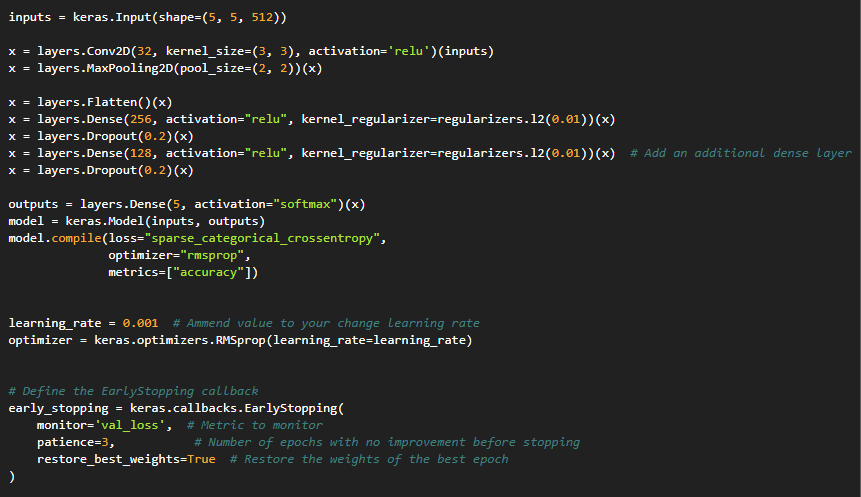 inputs = keras.Input(shape=(5, 5, 512))
x = layers.Conv2D(32, kernel_size=(3, 3), activation='relu')(inputs)
x = layers.MaxPooling2D(pool_size=(2, 2))(x)
x = layers.Flatten()(x)
x = layers.Dense(256, activation="relu", kernel_regularizer=regularizers.l2(0.01))(x)
x = layers.Dropout(0.2)(x)
x = layers.Dense(128, activation="relu", kernel_regularizer=regularizers.l2(0.01))(x)  # Add an additional dense layer
x = layers.Dropout(0.2)(x)
outputs = layers.Dense(5, activation="softmax")(x)
model = keras.Model(inputs, outputs)
model.compile(loss="sparse_categorical_crossentropy",
              optimizer="rmsprop",
              metrics=["accuracy"])
learning_rate = 0.001  # Ammend value to your change learning rate
optimizer = keras.optimizers.RMSprop(learning_rate=learning_rate)
# Define the EarlyStopping callback
early_stopping = keras.callbacks.EarlyStopping(
    monitor='val_loss',  # Metric to monitor
    patience=3,           # Number of epochs with no improvement before stopping
    restore_best_weights=True  # Restore the weights of the best epoch
)